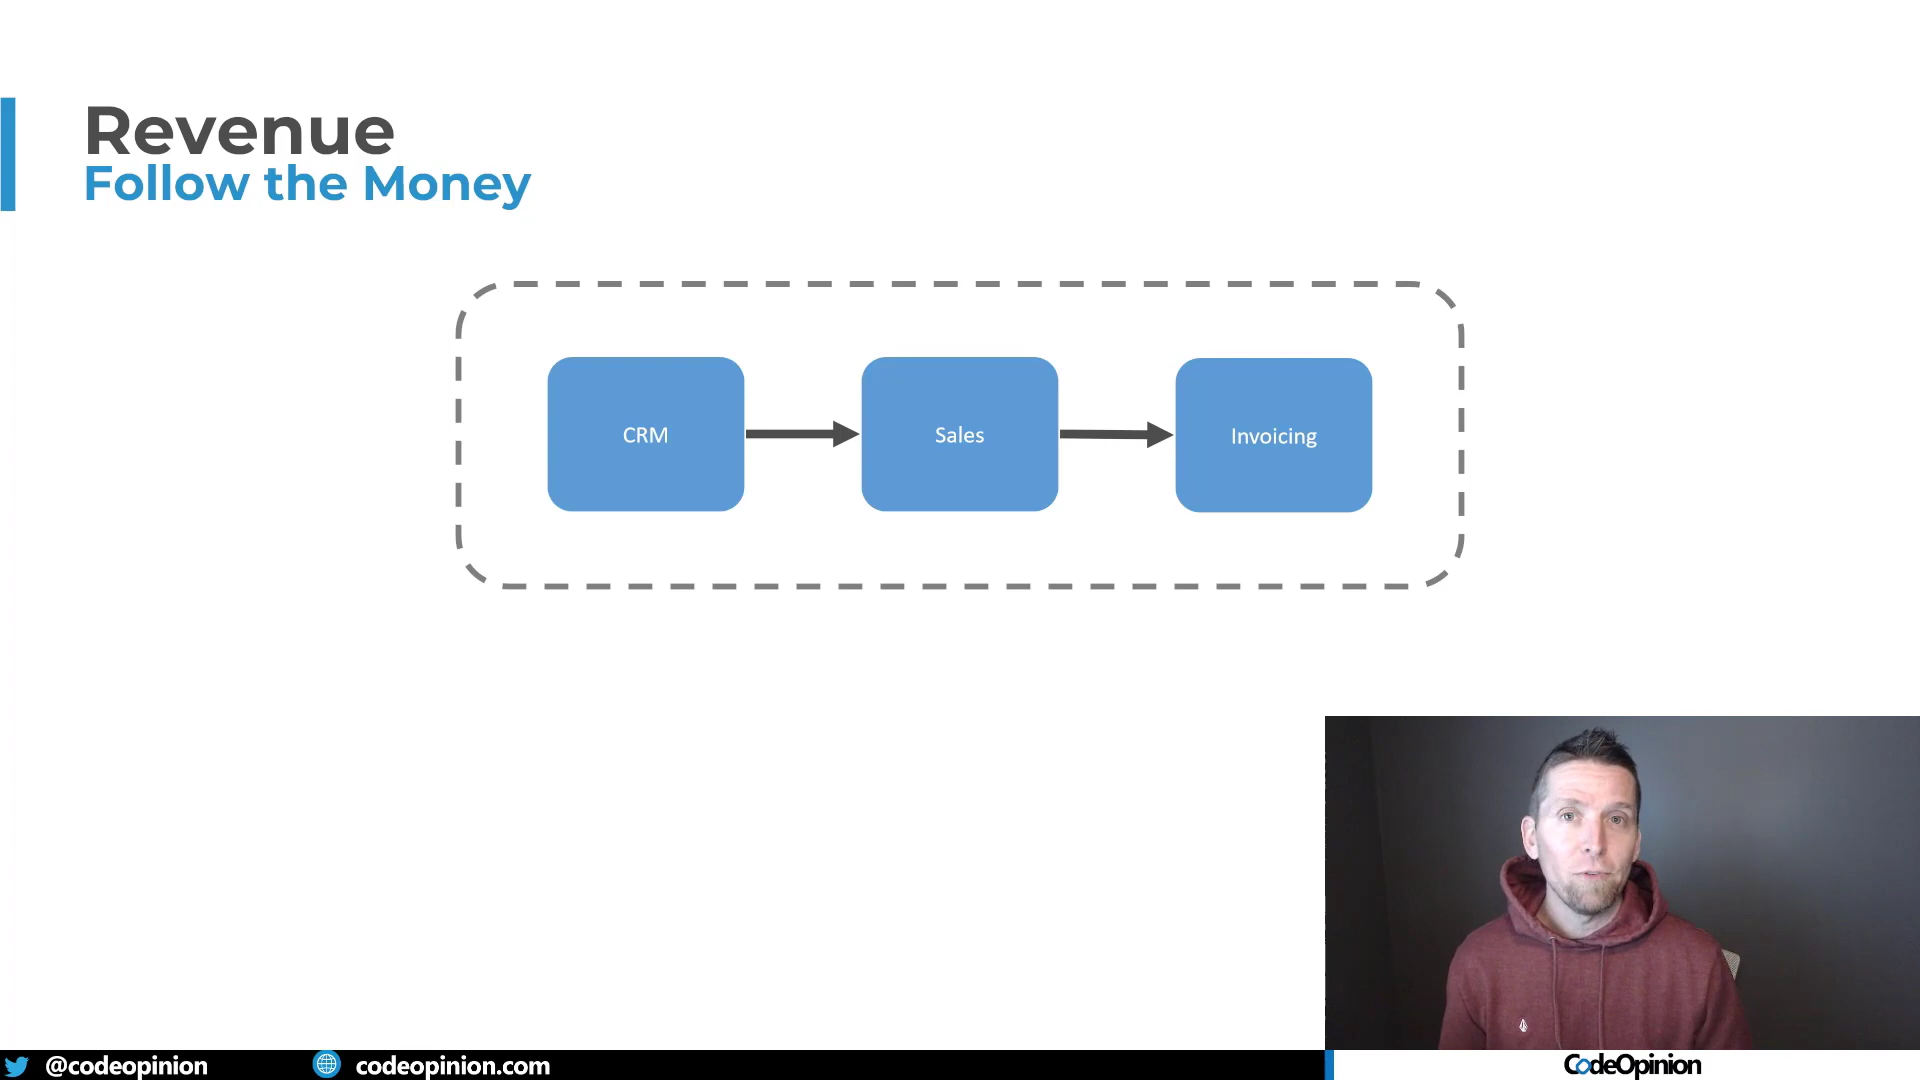 Revenue
Follow the Money
CRM
Sales
Invoicing
@codeopinion
codeopinion.com
CodeOpinion